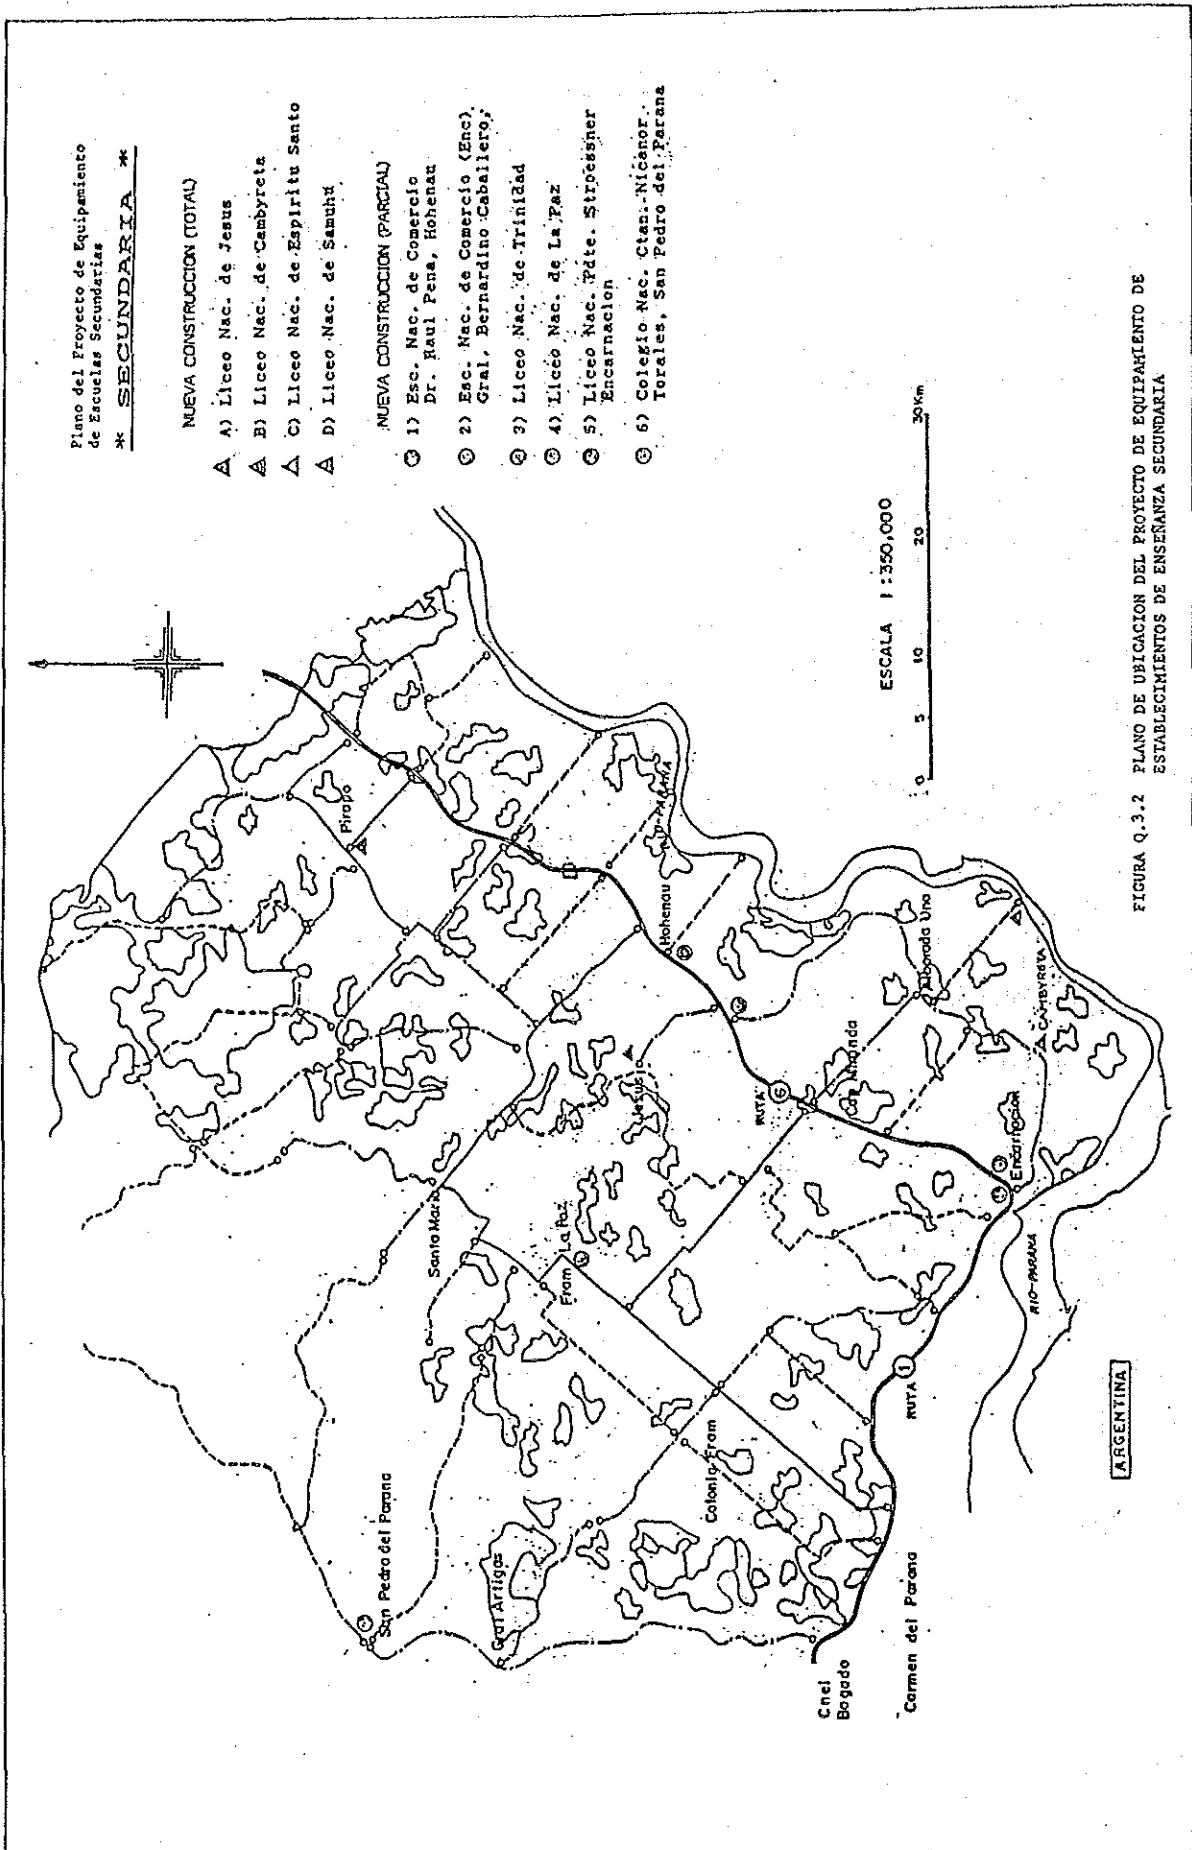 Plano del Proyecto de Equipamiento
de Escuelas Secundarias
* SECUNDARIA *
NUEVA CONSTRUCCION (TOTAL)
A) Liceo Nac. de Jesus
B) Liceo Nac. de Cambyreta
C) Liceo Nac. de Espiritu Santo
D) Liceo Nac. de Samuhu
NUEVA CONSTRUCCION (PARCIAL)
1) Esc. Nac. de Comercio
Dr. Raul Pena, Hohenau
2) Esc. Nac. de Comercio (Enc).
Gral. Bernardino Caballero,
3) Liceo Nac. de Trinidad
4) Liceo Nac. de La Paz
5) Liceo Nac. Pdte. Stroessner
Encarnacion
6) Colegio Nac. Ctan. Nicanor
Torales, San Pedro del Parana
Pirapo
RIO-PARANA
Hohenau
Santa Maria
Jesus
Fram
La Paz
San Pedro del Parana
Gral Artigas
Colonia Fram
RUTA
6
Cap Miranda
Alborada Uno
CAMBYRETA
Encarnacion
RUTA
1
RIO-PARANA
Cnel
Bogado
Carmen del Parana
ARGENTINA
ESCALA 1:350,000
0 5 10 20 30Km
FIGURA Q.3.2 PLANO DE UBICACION DEL PROYECTO DE EQUIPAMIENTO DE
ESTABLECIMIENTOS DE ENSEÑANZA SECUNDARIA